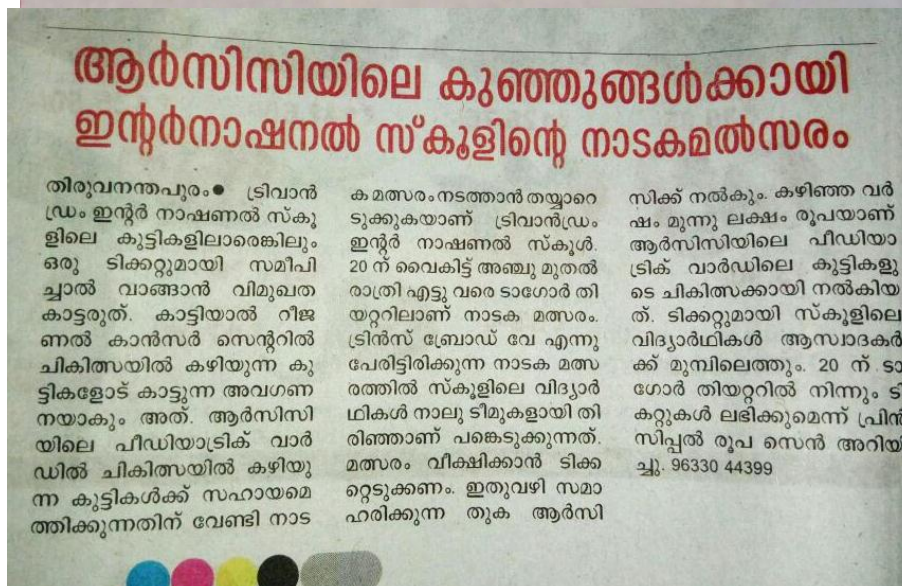 ആർസിസിയിലെ കുഞ്ഞുങ്ങൾക്കായി
ഇന്റർനാഷനൽ സ്കൂളിന്റെ നാടകമൽസരം
തിരുവനന്തപുരം● ട്രിവാൻ
ഡ്രം ഇന്റർ നാഷണൽ സ്കൂ
ളിലെ കുട്ടികളിലാരെങ്കിലും
ഒരു ടിക്കറ്റുമായി സമീപി
ച്ചാൽ വാങ്ങാൻ വിമുഖത
കാട്ടരുത്. കാട്ടിയാൽ റീജ
ണൽ കാൻസർ സെന്ററിൽ
ചികിത്സയിൽ കഴിയുന്ന കു
ട്ടികളോട് കാട്ടുന്ന അവഗണ
നയാകും അത്. ആർസിസി
യിലെ പീഡിയാട്രിക് വാർ
ഡിൽ ചികിത്സയിൽ കഴിയു
ന്ന കുട്ടികൾക്ക് സഹായമെ
ത്തിക്കുന്നതിന് വേണ്ടി നാട
ക മത്സരം നടത്താൻ തയ്യാറെ
ടുക്കുകയാണ് ട്രിവാൻഡ്രം
ഇന്റർ നാഷണൽ സ്കൂൾ.
20 ന് വൈകിട്ട് അഞ്ചു മുതൽ
രാത്രി എട്ടു വരെ ടാഗോർ തി
യറ്ററിലാണ് നാടക മത്സരം.
ട്രിൻസ് ബ്രോഡ് വേ എന്നു
പേരിട്ടിരിക്കുന്ന നാടക മത്സ
രത്തിൽ സ്കൂളിലെ വിദ്യാർ
ഥികൾ നാലു ടീമുകളായി തി
രിഞ്ഞാണ് പങ്കെടുക്കുന്നത്.
മത്സരം വീക്ഷിക്കാൻ ടിക്ക
റ്റെടുക്കണം. ഇതുവഴി സമാ
ഹരിക്കുന്ന തുക ആർസി
സിക്ക് നൽകും. കഴിഞ്ഞ വർ
ഷം മുന്നു ലക്ഷം രൂപയാണ്
ആർസിസിയിലെ പീഡിയാ
ട്രിക് വാർഡിലെ കുട്ടികളു
ടെ ചികിത്സക്കായി നൽകിയ
ത്. ടിക്കറ്റുമായി സ്കൂളിലെ
വിദ്യാർഥികൾ ആസ്വാദകർ
ക്ക് മുമ്പിലെത്തും. 20 ന് ടാ
ഗോർ തിയറ്ററിൽ നിന്നും ടി
ക്കറ്റുകൾ ലഭിക്കുമെന്ന് പ്രിൻ
സിപ്പൽ രൂപ സെൻ അറിയി
ച്ചു. 96330 44399